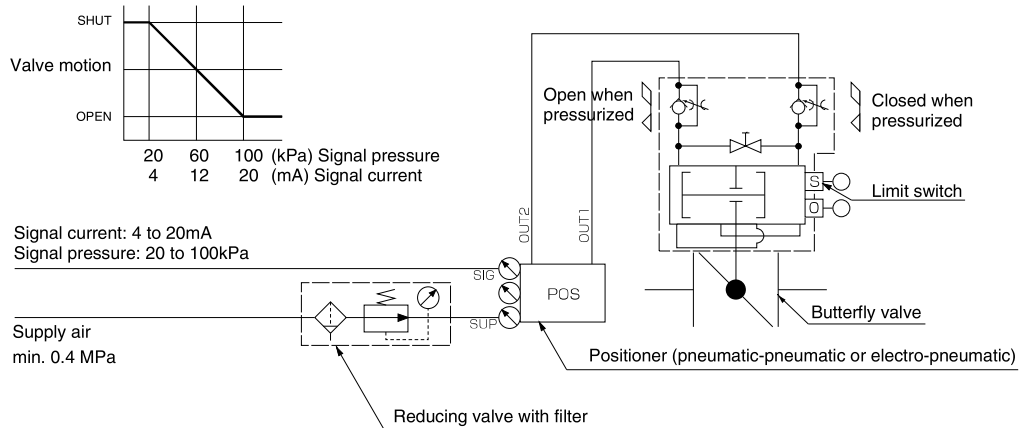 SHUT
Valve motion
OPEN
20 60 100 (kPa) Signal pressure
4 12 20 (mA) Signal current
Open when
pressurized
Closed when
pressurized
S
Limit switch
O
OUT2
OUT1
Signal current: 4 to 20mA
Signal pressure: 20 to 100kPa
SIG
POS
SUP
Butterfly valve
Supply air
min. 0.4 MPa
Positioner (pneumatic-pneumatic or electro-pneumatic)
Reducing valve with filter